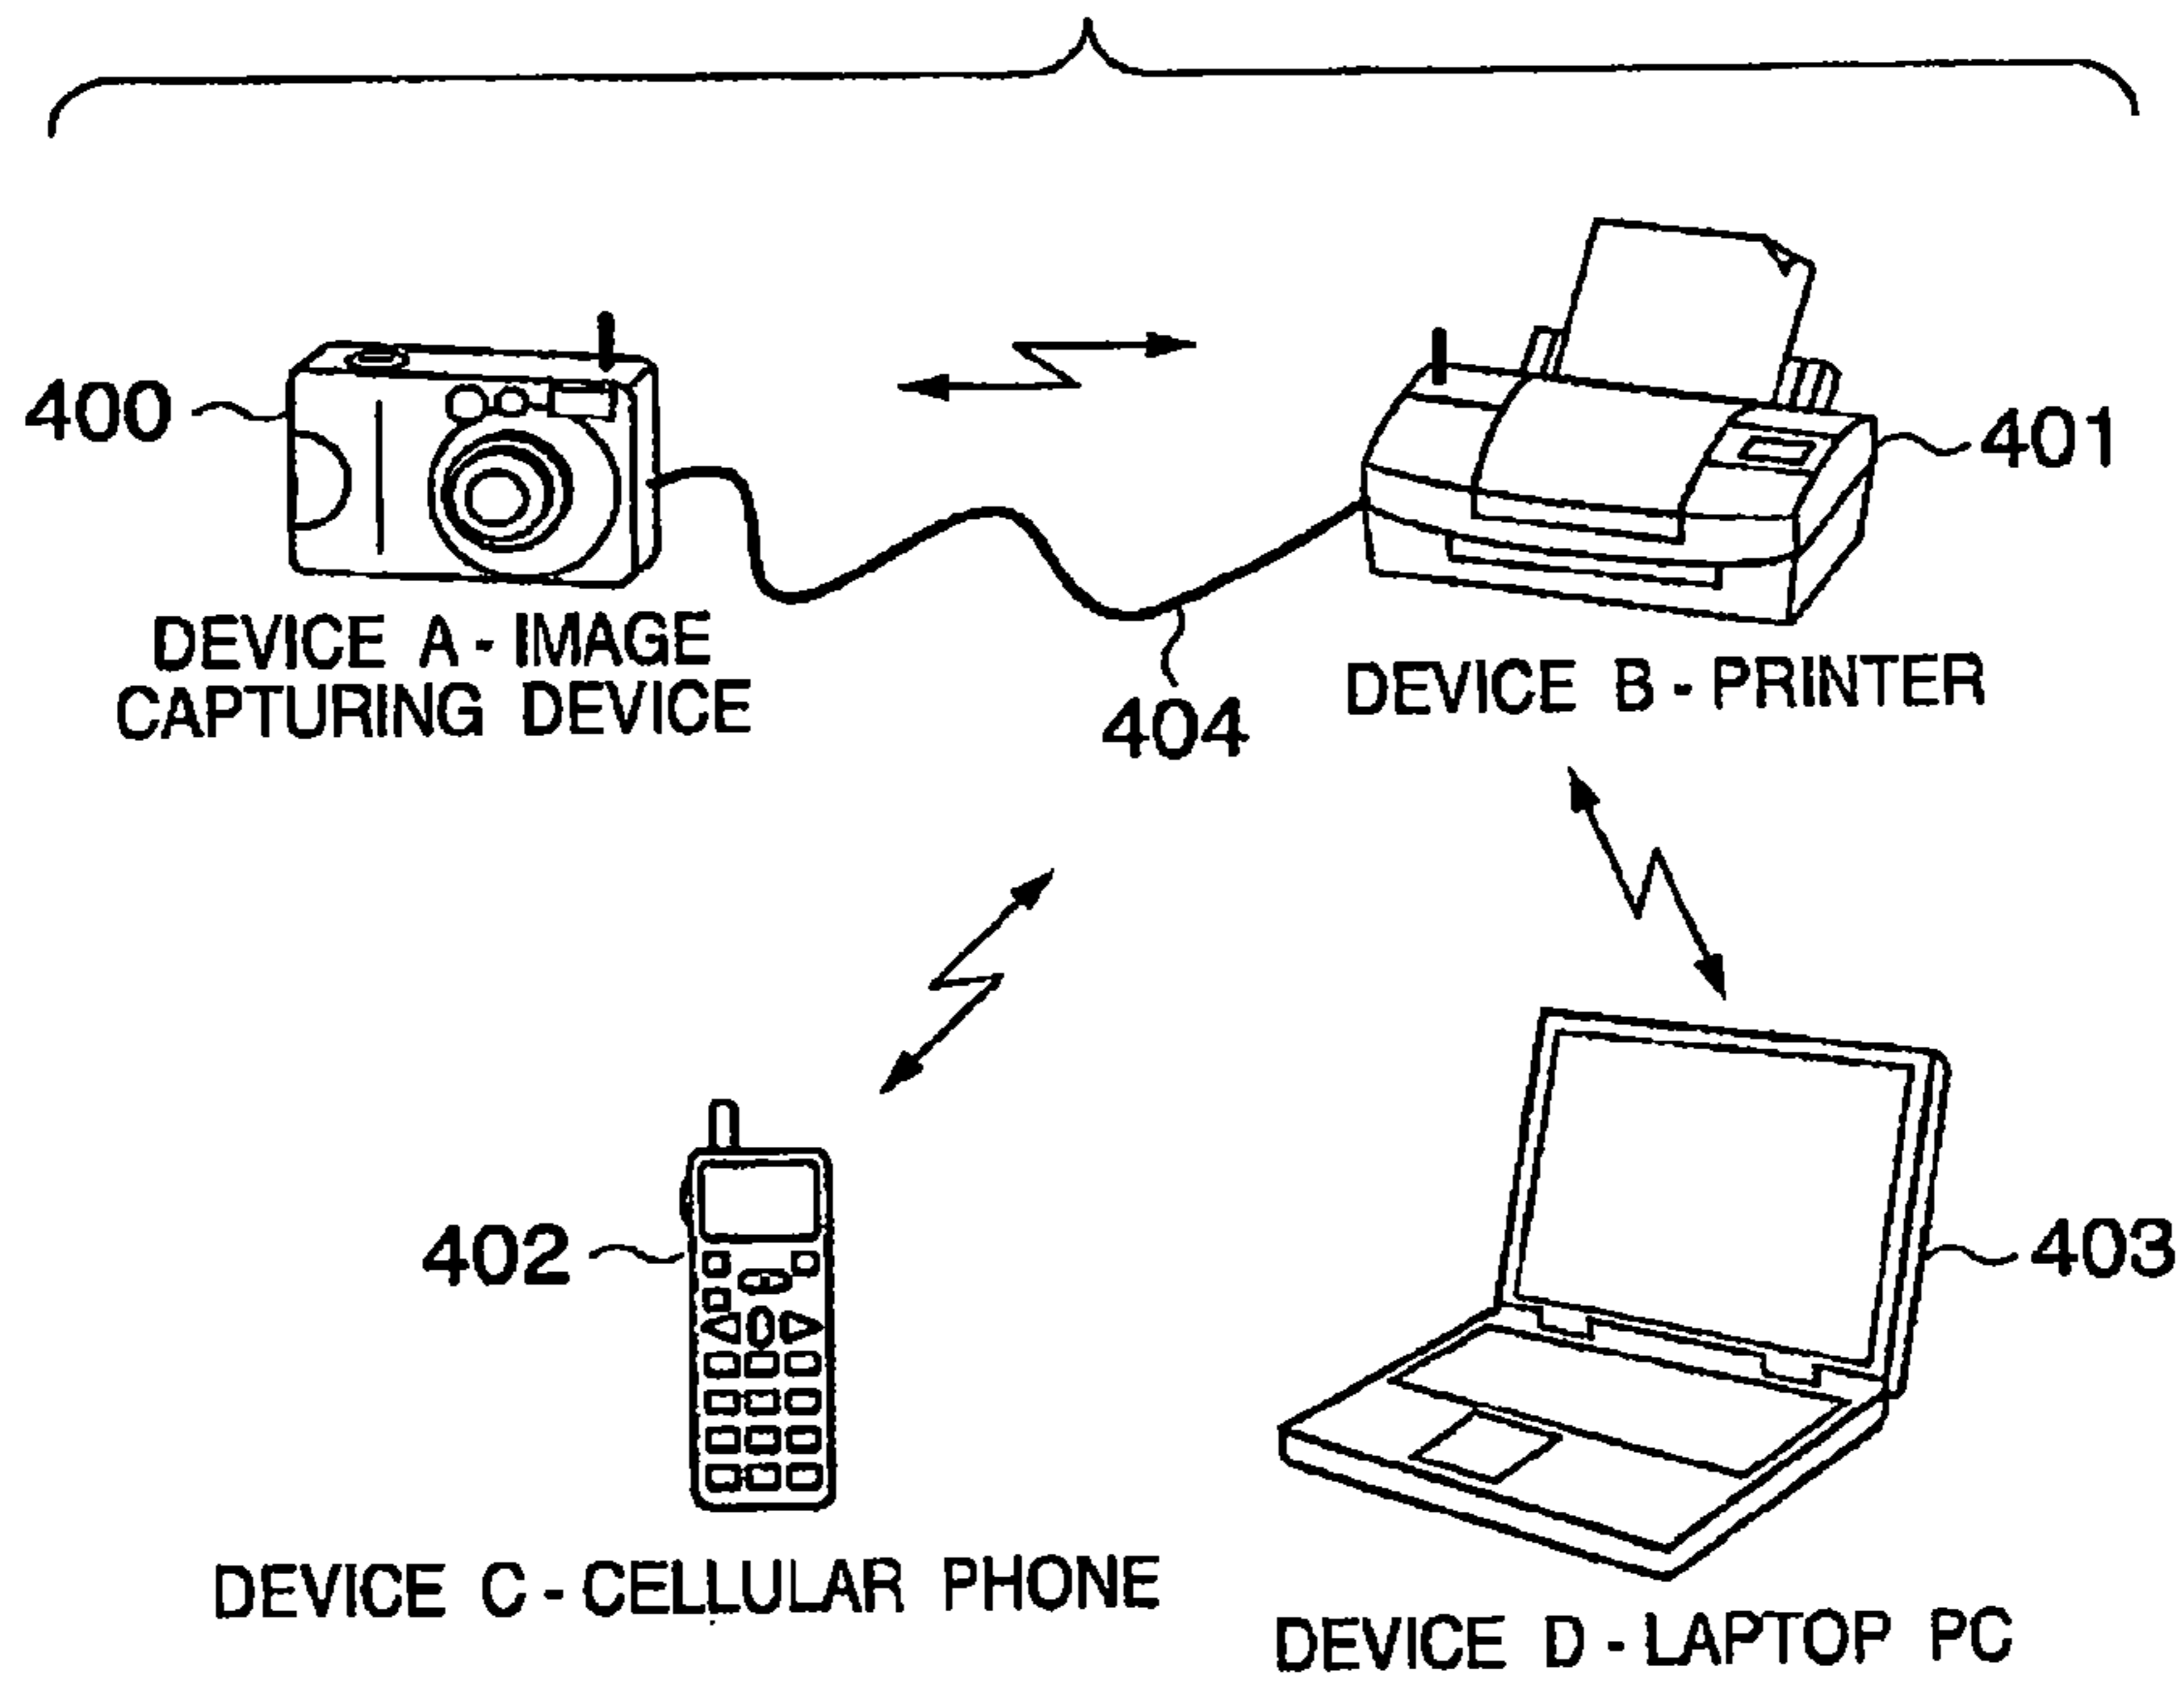 400
401
DEVICE A - IMAGE
CAPTURING DEVICE
404
DEVICE B - PRINTER
402
403
DEVICE C - CELLULAR PHONE
DEVICE D - LAPTOP PC